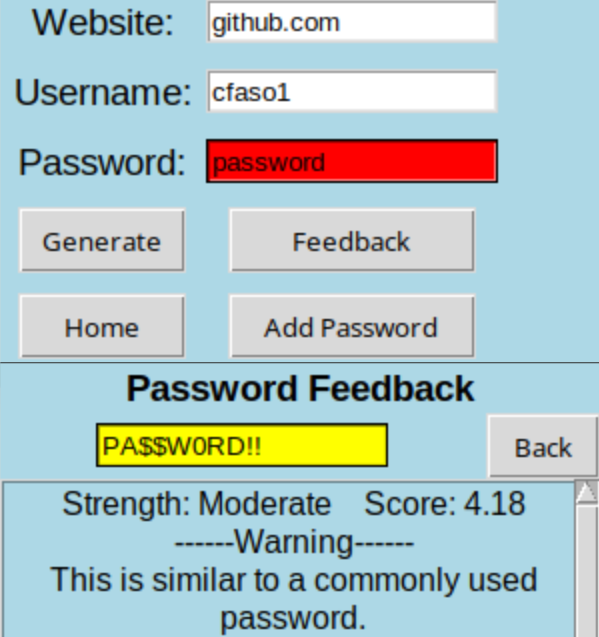 Website: github.com
Username: cfaso1
Password: password
Generate Feedback
Home Add Password
Password Feedback
PA$$W0RD!! Back
Strength: Moderate Score: 4.18
------Warning------
This is similar to a commonly used
password.